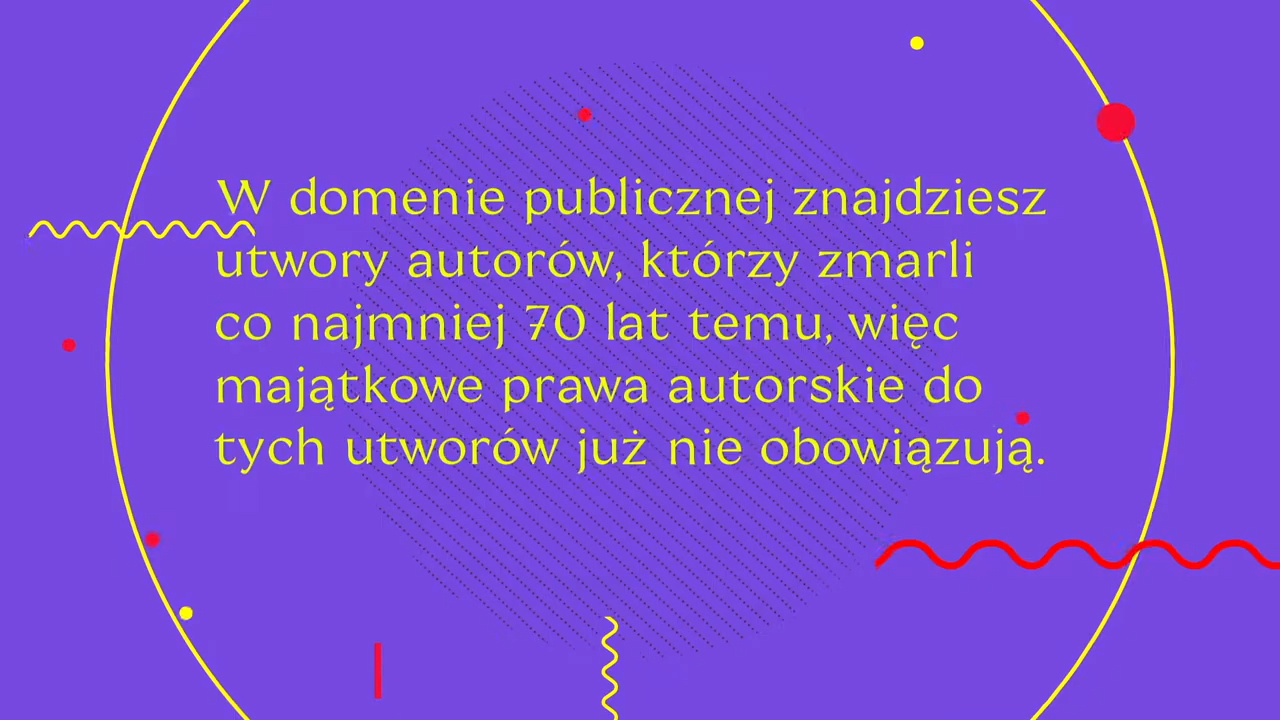 W domenie publicznej znajdziesz
utwory autorów, którzy zmarli
co najmniej 70 lat temu, więc
majątkowe prawa autorskie do
tych utworów już nie obowiązują.